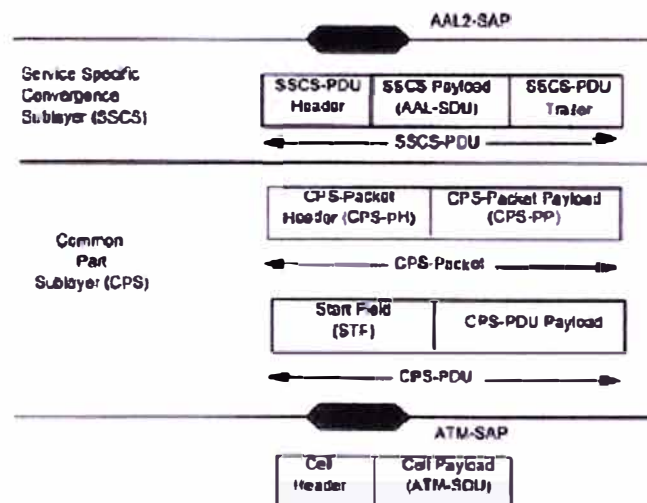 AAL2-SAP
Service Specific
Convergence
Sublayer (SSCS)
SSCS-PDU
Header
SSCS Payload
(AAL-SDU)
SSCS-PDU
Trailer
SSCS-PDU
CPS-Packet
Header (CPS-PH)
CPS-Packet Payload
(CPS-PP)
Common
Part
Sublayer (CPS)
CPS-Packet
Start Field
(STF)
CPS-PDU Payload
CPS-PDU
ATM-SAP
Cell
Header
Cell Payload
(ATM-SDU)